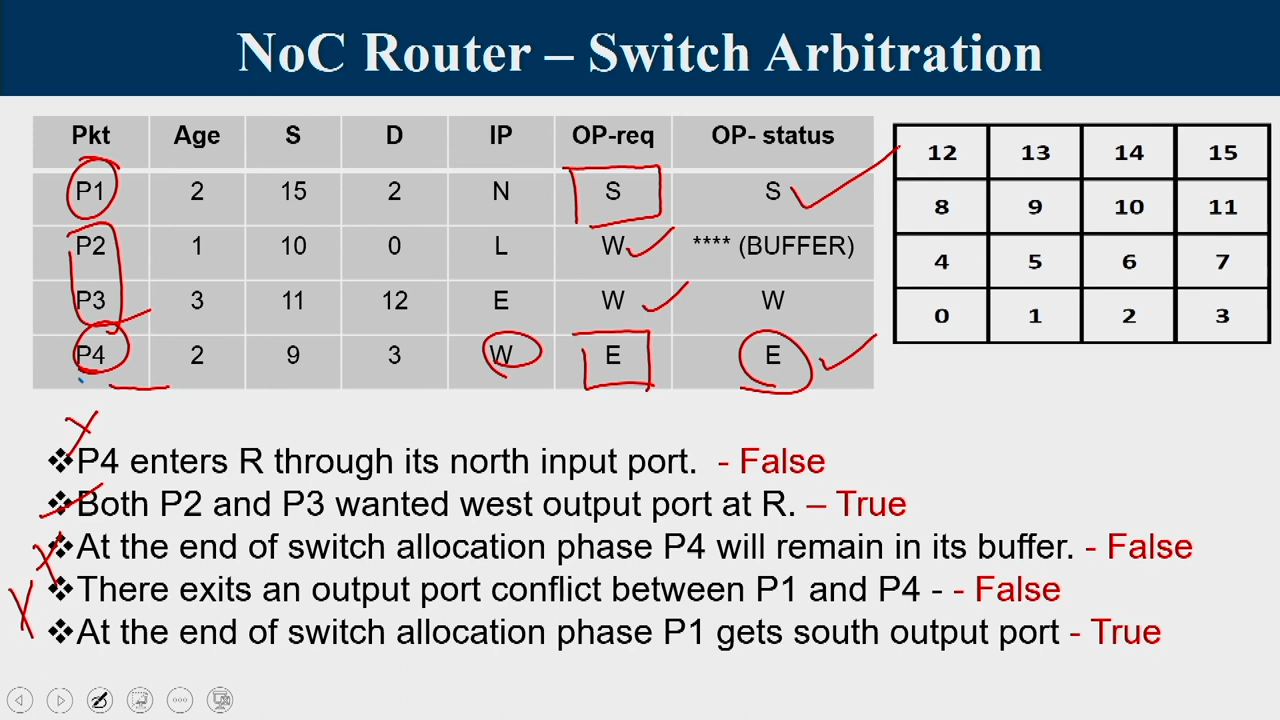 NoC Router – Switch Arbitration
Pkt Age S D IP OP-req OP- status
P1 2 15 2 N S S
P2 1 10 0 L W **** (BUFFER)
P3 3 11 12 E W W
P4 2 9 3 W E E
12 13 14 15
8 9 10 11
4 5 6 7
0 1 2 3
❖P4 enters R through its north input port. - False
❖Both P2 and P3 wanted west output port at R. – True
❖At the end of switch allocation phase P4 will remain in its buffer. - False
❖There exits an output port conflict between P1 and P4 - - False
❖At the end of switch allocation phase P1 gets south output port - True